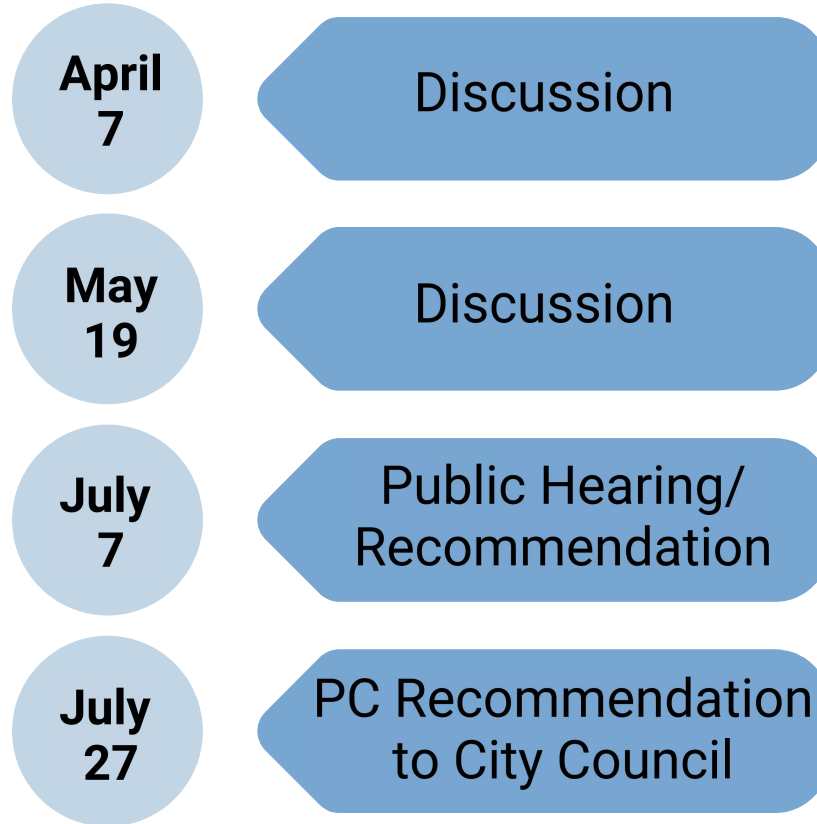 April
7
Discussion
May
19
Discussion
July
7
Public Hearing/
Recommendation
July
27
PC Recommendation
to City Council